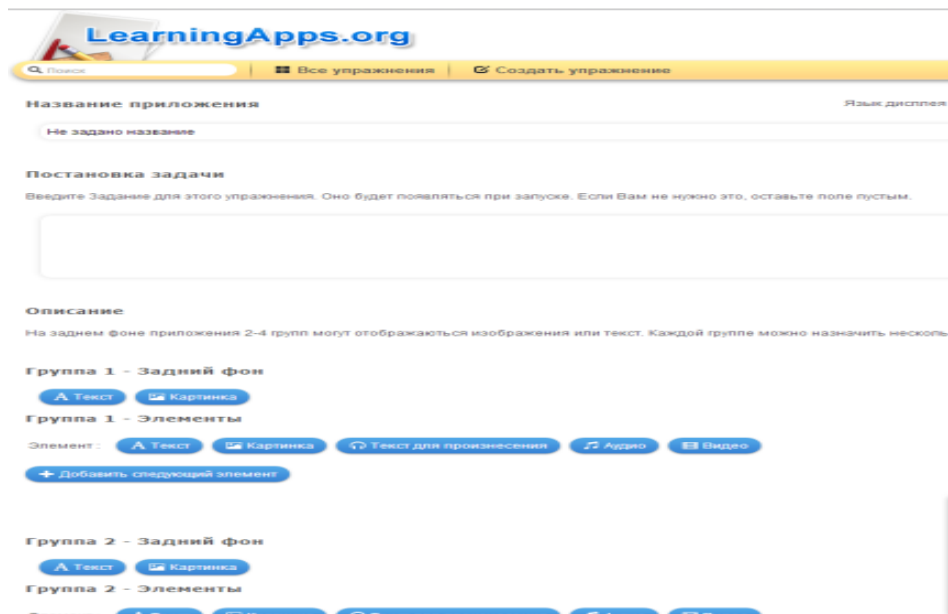 LearningApps.org
Поиск Все упражнения Создать упражнение
Название приложения Язык дисплея
Не задано название
Постановка задачи
Введите Задание для этого упражнения. Оно будет появляться при запуске. Если Вам не нужно это, оставьте поле пустым.
Описание
На заднем фоне приложения 2-4 групп могут отображаються изображения или текст. Каждой группе можно назначить несколь
Группа 1 - Задний фон
Текст Картинка
Группа 1 - Элементы
Элемент: Текст Картинка Текст для произнесения Аудио Видео
Добавить следующий элемент
Группа 2 - Задний фон
Текст Картинка
Группа 2 - Элементы